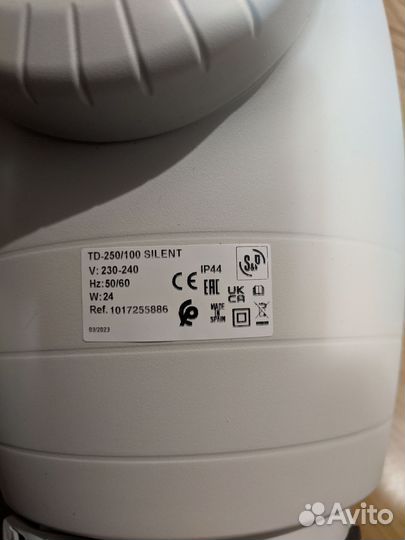 TD-250/100 SILENT
V: 230-240
Hz: 50/60
W: 24
Ref. 1017255886
03/2023
IP44
S&P
CE
EAC
UK
CA
MADE
IN
SPAIN
Avito